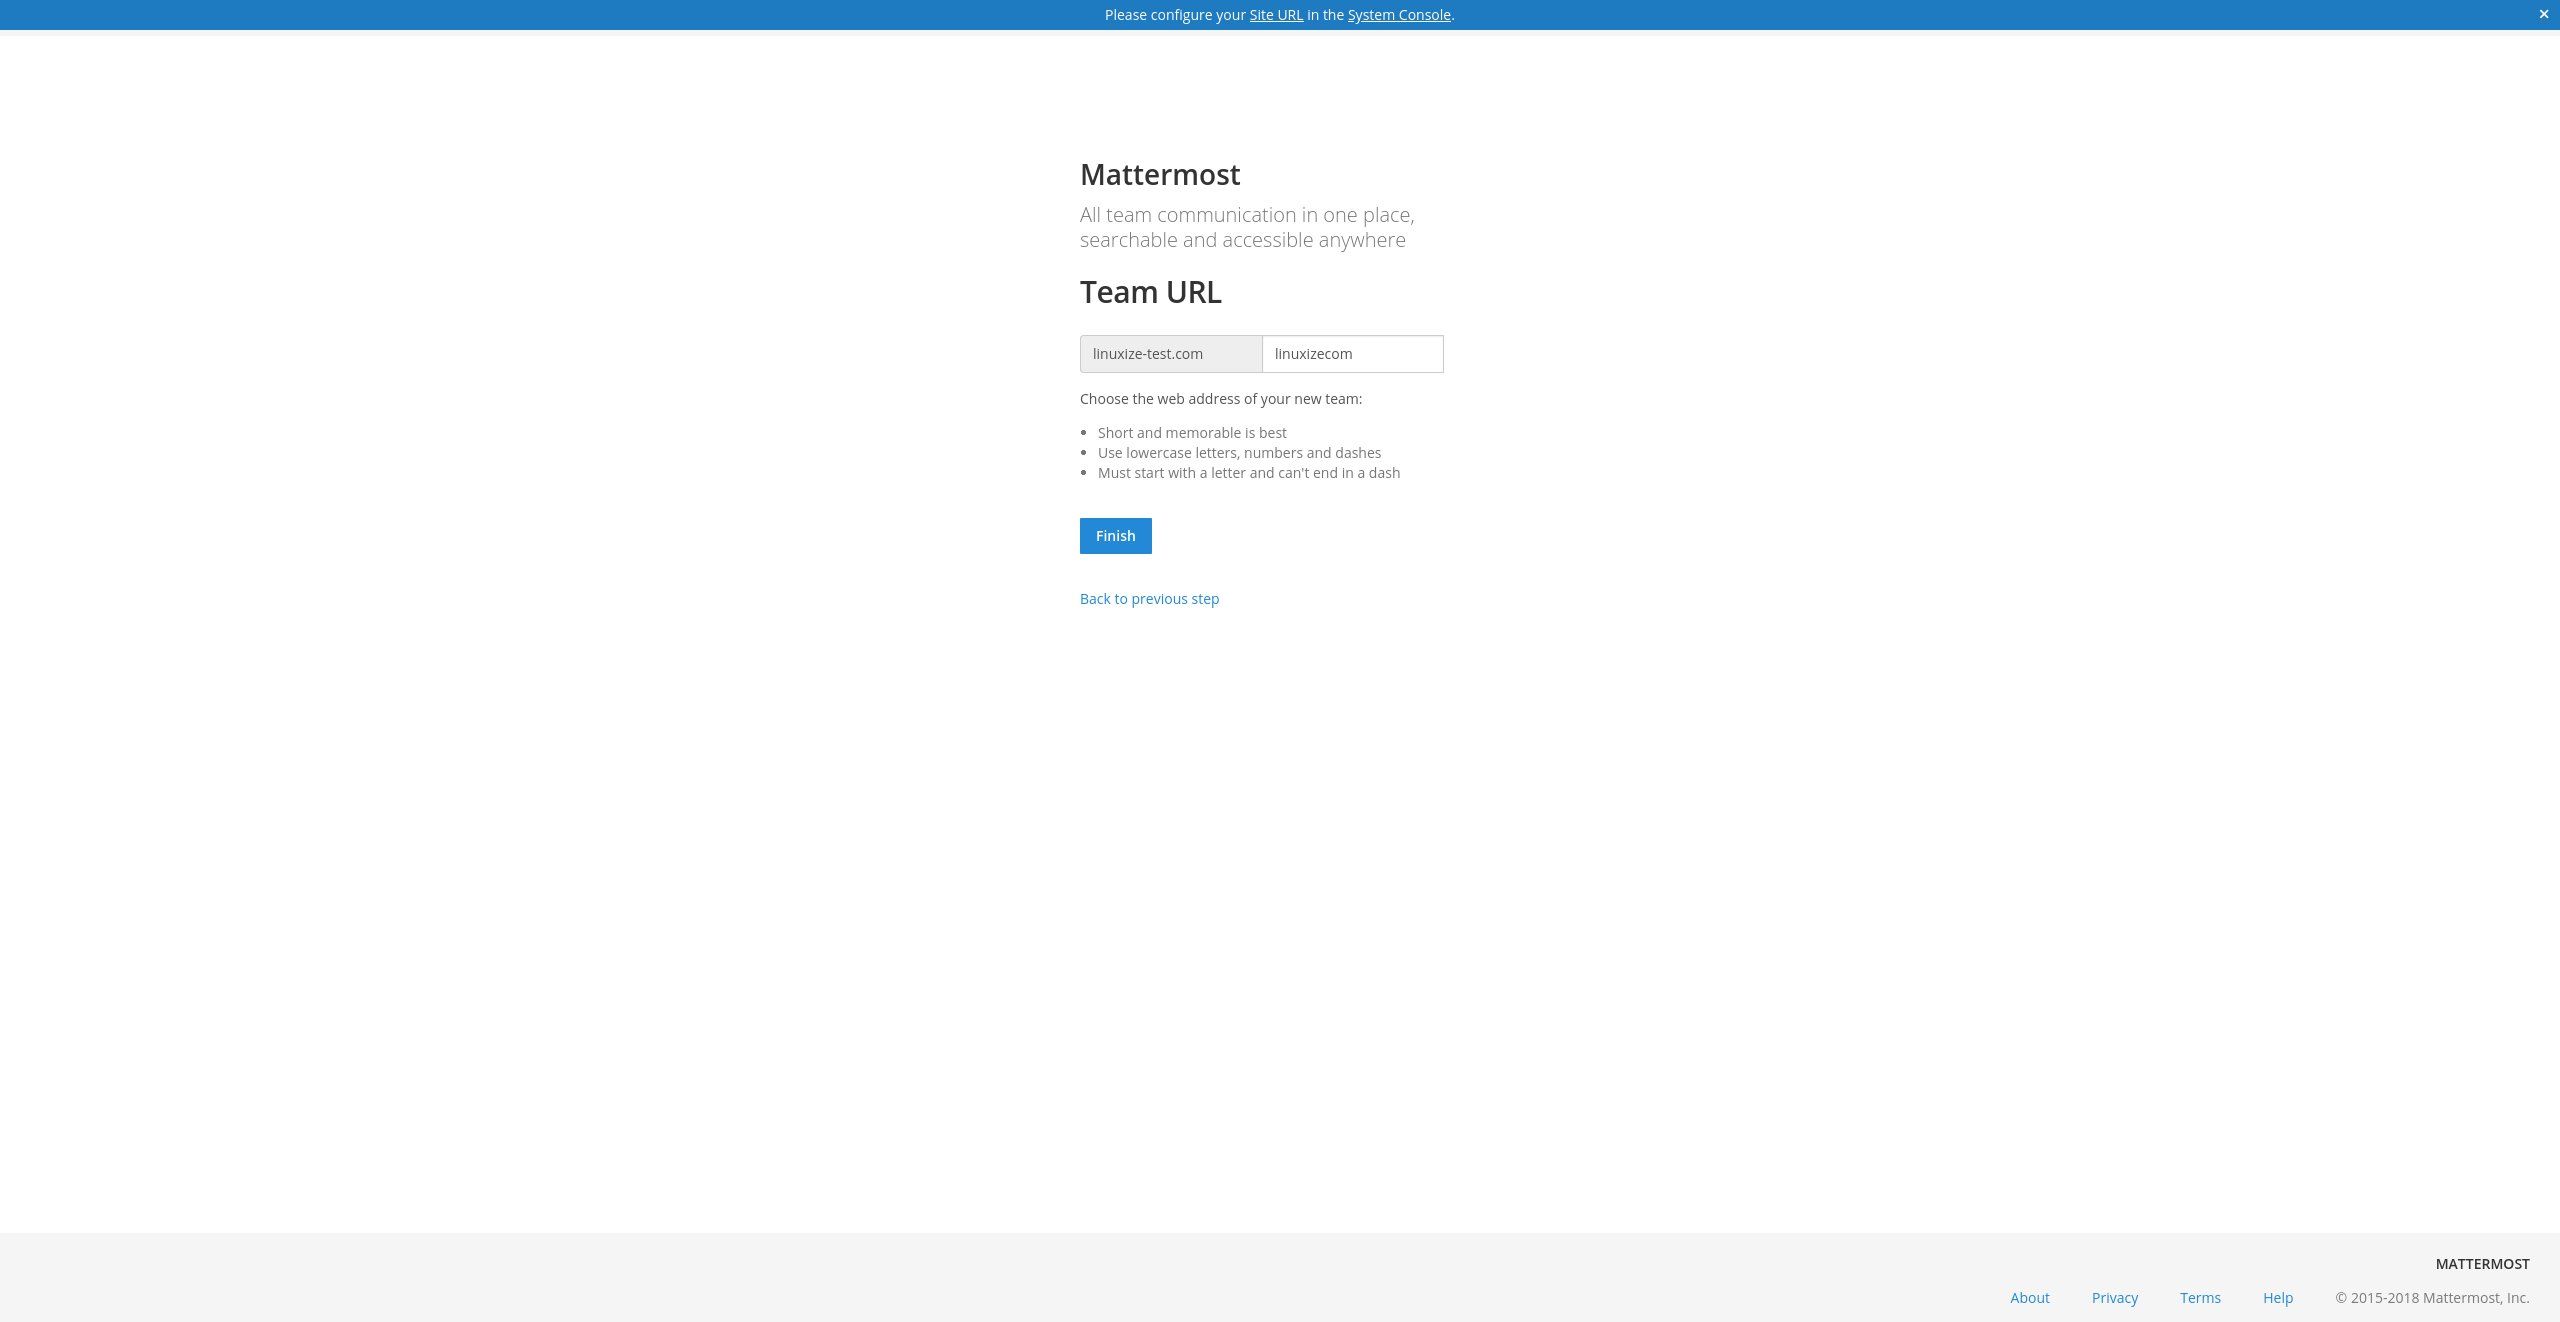 Please configure your Site URL in the System Console.
×
Mattermost
All team communication in one place,
searchable and accessible anywhere
Team URL
linuxize-test.com linuxizecom
Choose the web address of your new team:
• Short and memorable is best
• Use lowercase letters, numbers and dashes
• Must start with a letter and can't end in a dash
Finish
Back to previous step
MATTERMOST
About Privacy Terms Help © 2015-2018 Mattermost, Inc.